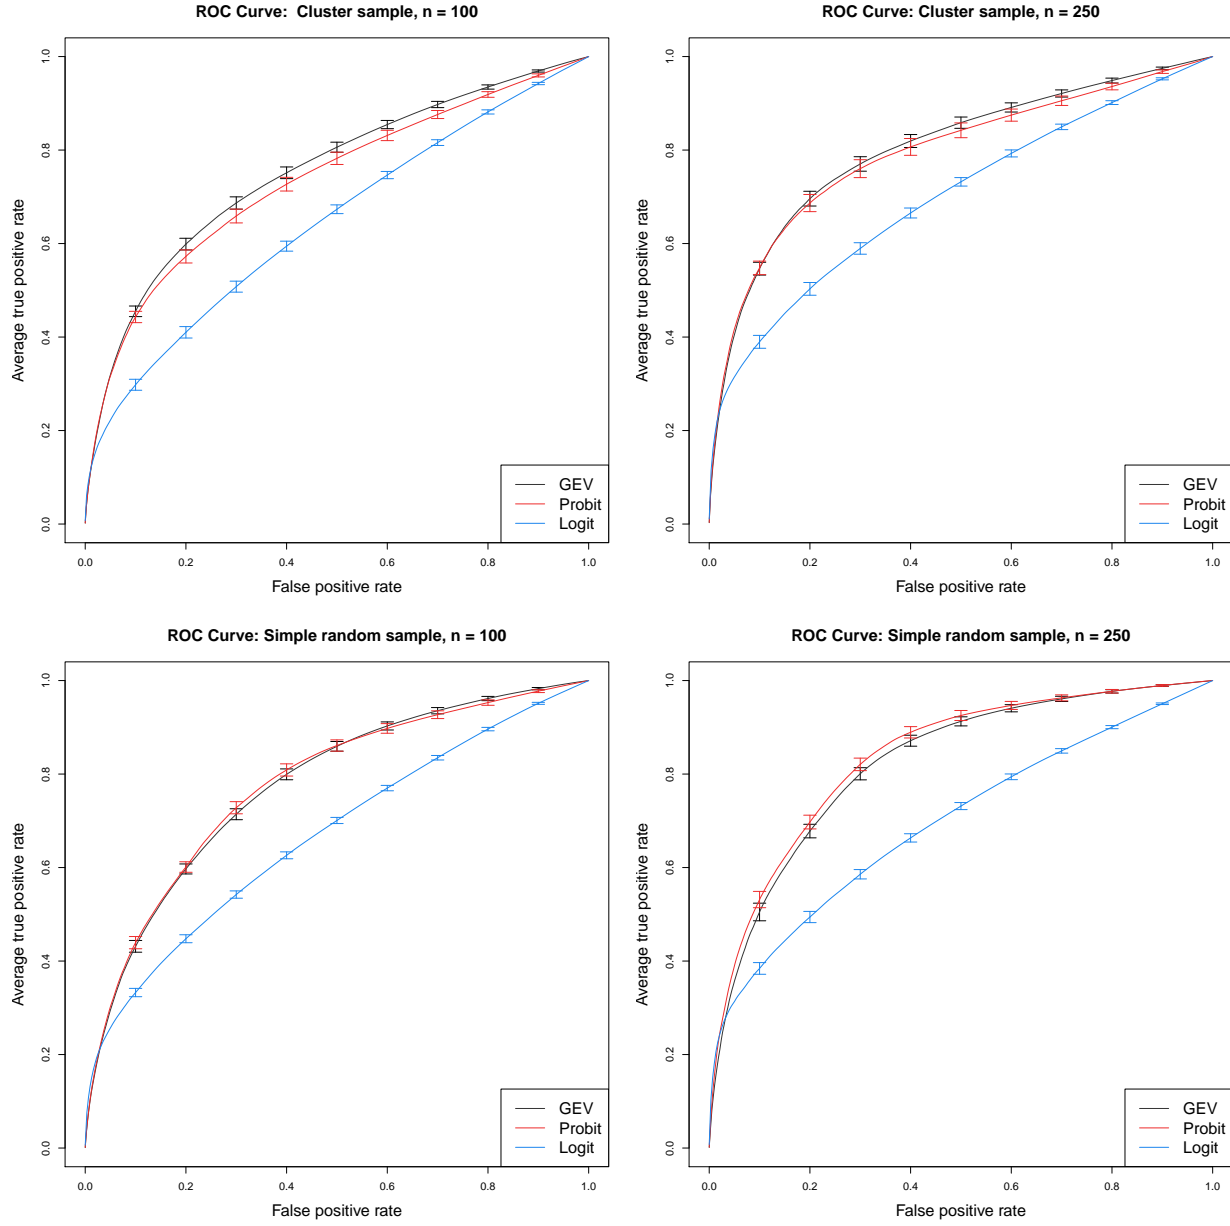 ROC Curve:  Cluster sample, n = 100
Average true positive rate
1.0
0.8
0.6
0.4
0.2
0.0
GEV
Probit
Logit
0.0 0.2 0.4 0.6 0.8 1.0
False positive rate
ROC Curve: Cluster sample, n = 250
Average true positive rate
1.0
0.8
0.6
0.4
0.2
0.0
GEV
Probit
Logit
0.0 0.2 0.4 0.6 0.8 1.0
False positive rate
ROC Curve: Simple random sample, n = 100
Average true positive rate
1.0
0.8
0.6
0.4
0.2
0.0
GEV
Probit
Logit
0.0 0.2 0.4 0.6 0.8 1.0
False positive rate
ROC Curve: Simple random sample, n = 250
Average true positive rate
1.0
0.8
0.6
0.4
0.2
0.0
GEV
Probit
Logit
0.0 0.2 0.4 0.6 0.8 1.0
False positive rate